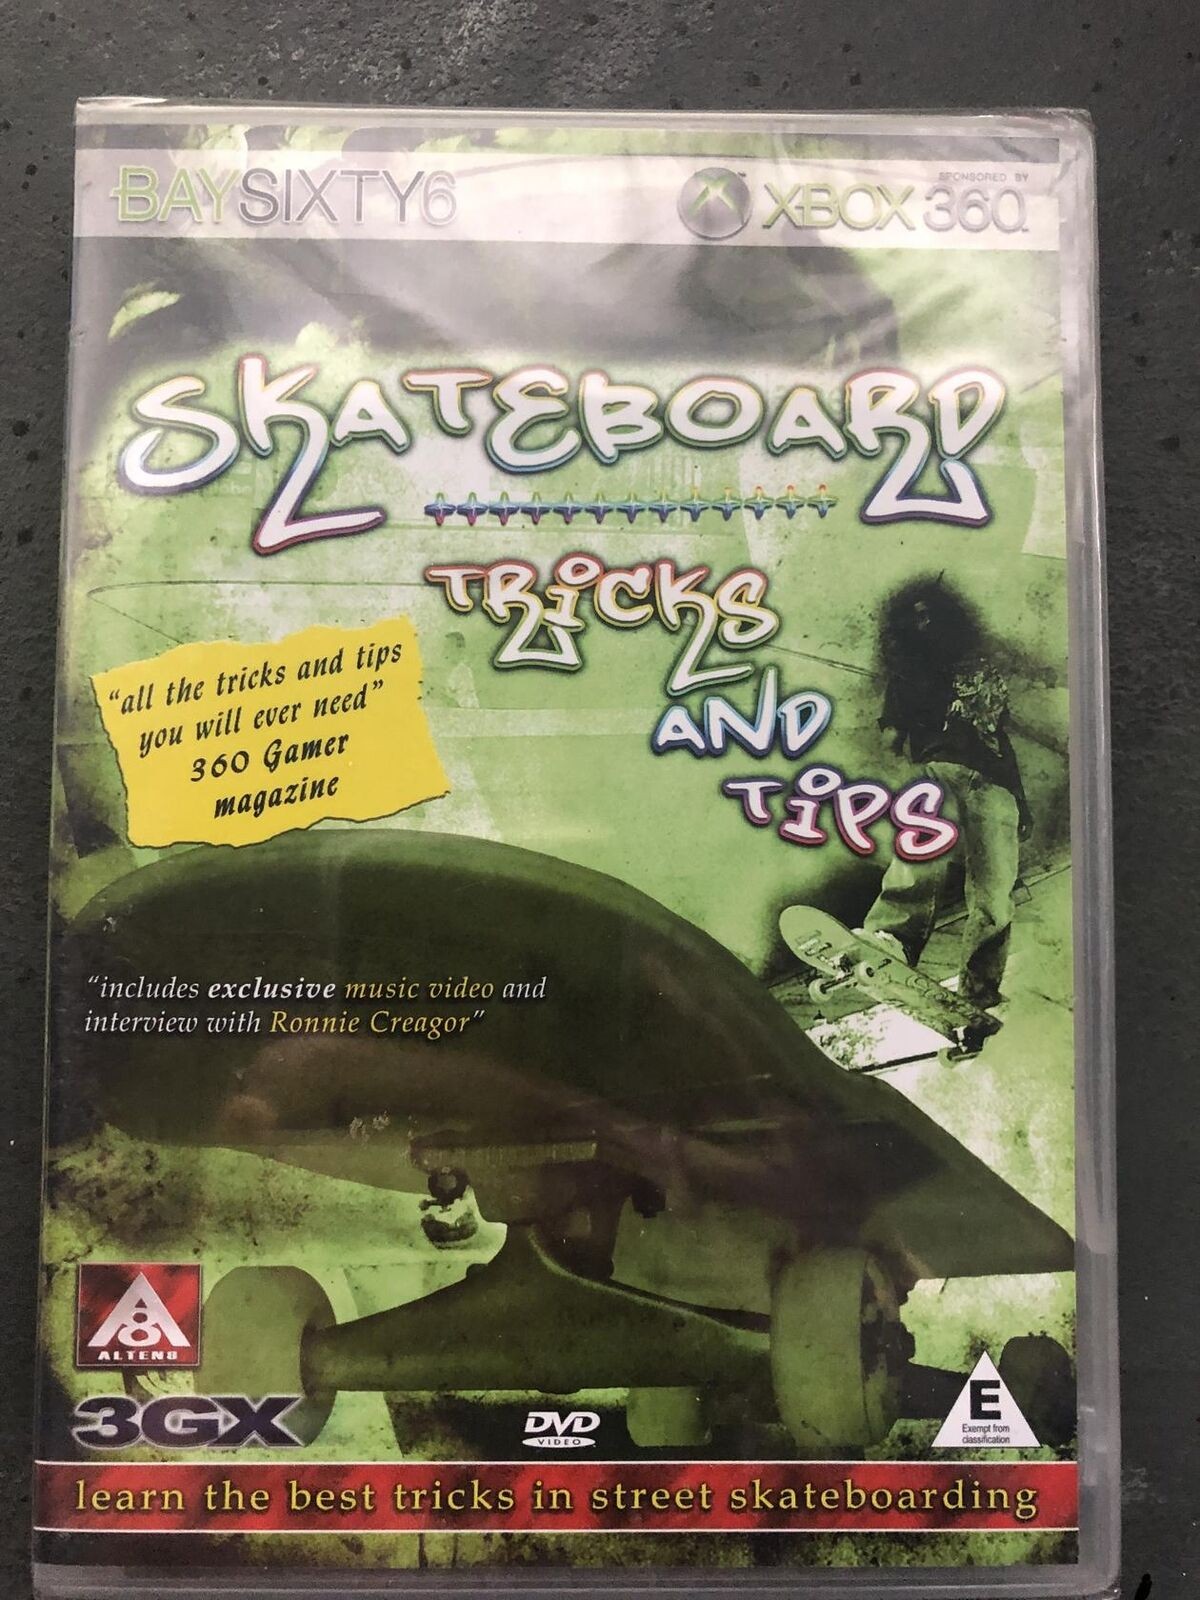 BAYSIXTY6
SPONSORED BY
XBOX 360
SKATEBOARD
TRiCKS
AND
TiPS
"all the tricks and tips
you will ever need"
360 Gamer
magazine
"includes exclusive music video and
interview with Ronnie Creagor"
A8
ALTEN8
3GX
DVD
VIDEO
E
Exempt from
classification
learn the best tricks in street skateboarding